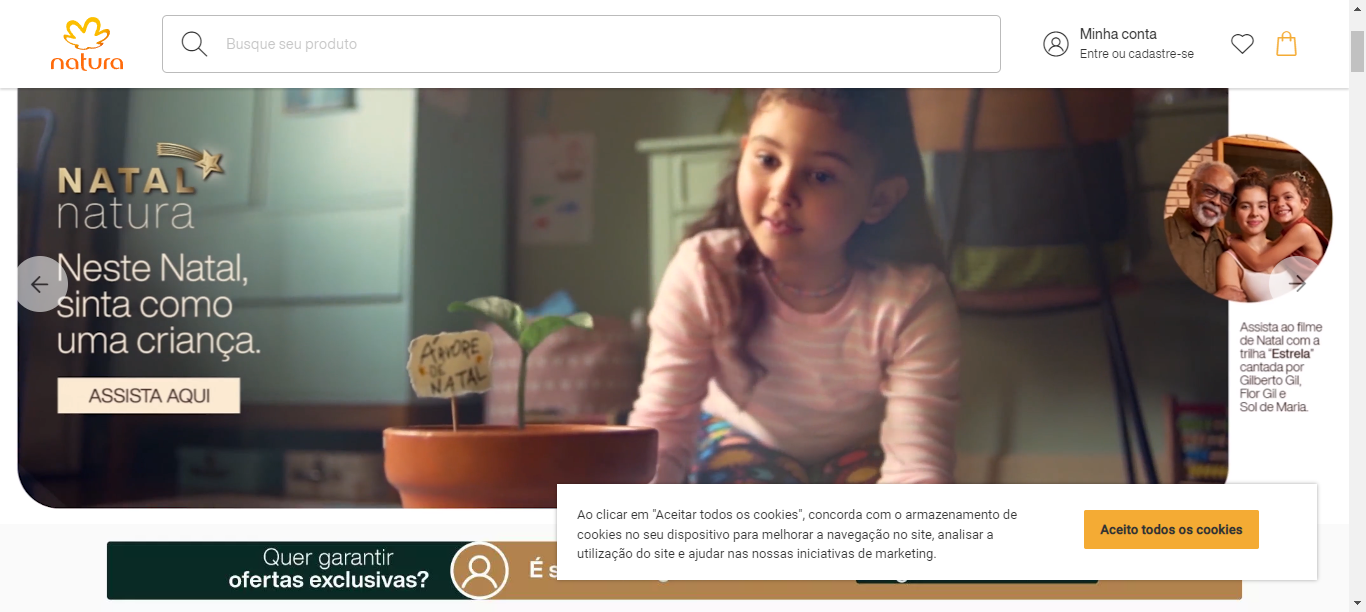 natura
Busque seu produto
Minha conta
Entre ou cadastre-se
NATAL
natura
Neste Natal,
sinta como
uma criança.
ASSISTA AQUI
ÁRVORE
DE
NATAL
Assista ao filme
de Natal com a
trilha "Estrela"
cantada por
Gilberto Gil,
Flor Gil e
Sol de Maria.
Ao clicar em "Aceitar todos os cookies", concorda com o armazenamento de
cookies no seu dispositivo para melhorar a navegação no site, analisar a
utilização do site e ajudar nas nossas iniciativas de marketing.
Aceito todos os cookies
Quer garantir
ofertas exclusivas?
É